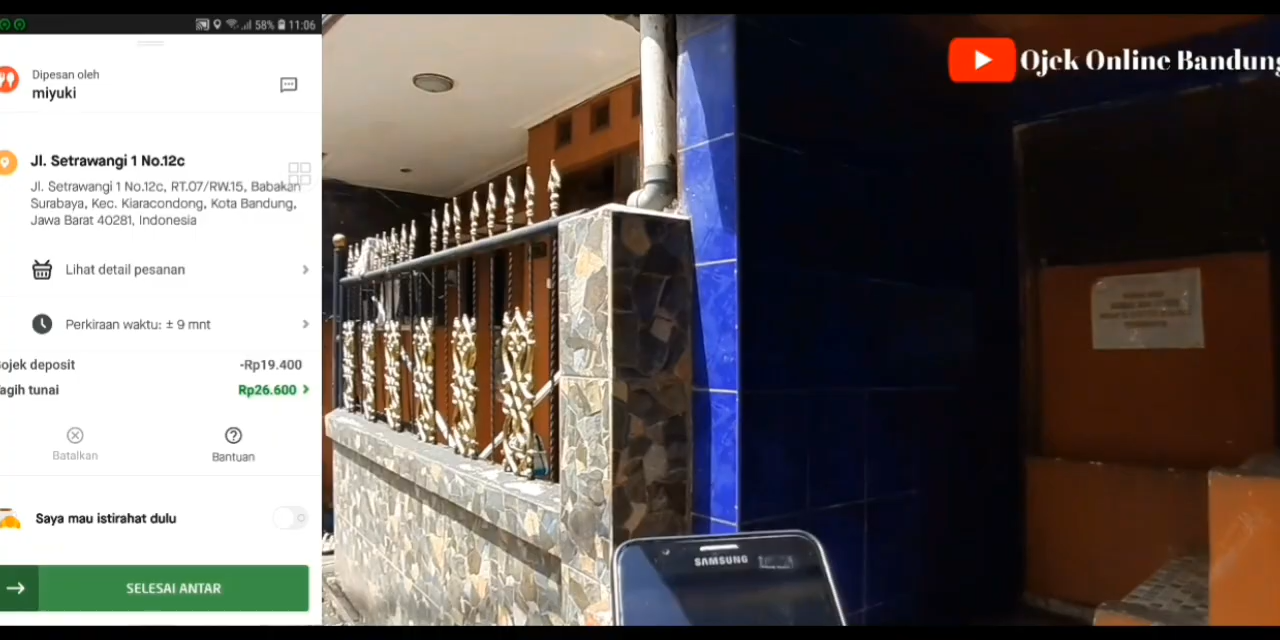 58% 11:06
Dipesan oleh
miyuki
Jl. Setrawangi 1 No.12c
Jl. Setrawangi 1 No.12c, RT.07/RW.15, Babakan
Surabaya, Kec. Kiaracondong, Kota Bandung,
Jawa Barat 40281, Indonesia
Lihat detail pesanan
Perkiraan waktu: ± 9 mnt
ojek deposit -Rp19.400
agih tunai Rp26.600
Batalkan Bantuan
Saya mau istirahat dulu
SELESAI ANTAR
Ojek Online Bandung
SAMSUNG